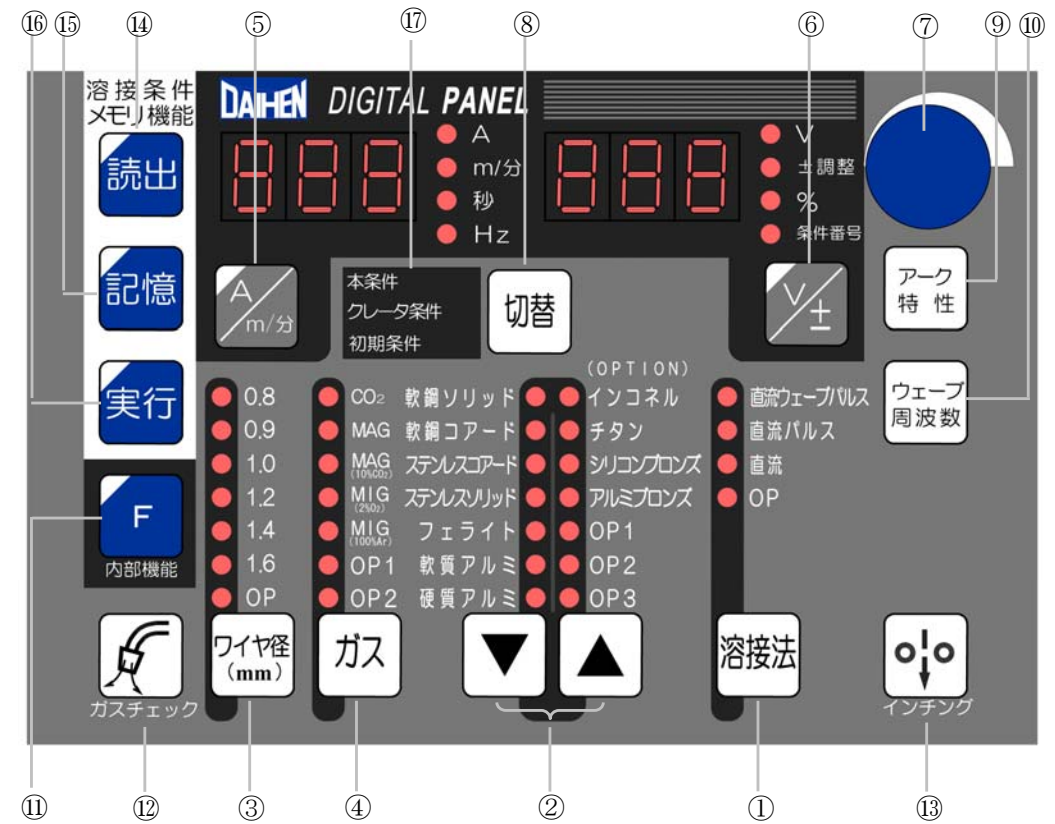 ⑯ ⑮ ⑭ ⑤ ⑰ ⑧ ⑥ ⑦ ⑨ ⑩
溶接条件
メモリ機能
DAIHEN DIGITAL PANEL
読出
888
A
m/分
秒
Hz
888
V
±調整
%
条件番号
記憶
A/m/分
本条件
クレータ条件
初期条件
切替
V/±
アーク
特性
実行
(OPTION)
ウェーブ
周波数
0.8 CO₂ 軟鋼ソリッド インコネル 直流ウェーブパルス
0.9 MAG 軟鋼コアード チタン 直流パルス
1.0 MAG (10%CO₂) ステンレスコアード シリコンブロンズ 直流
1.2 MIG (2%O₂) ステンレスソリッド アルミブロンズ OP
1.4 MIG (100%Ar) フェライト OP1
1.6 OP1 軟質アルミ OP2
OP OP2 硬質アルミ OP3
F
内部機能
ガスチェック
ワイヤ径
(mm)
ガス
▼ ▲
溶接法
インチング
⑪ ⑫ ③ ④ ② ① ⑬